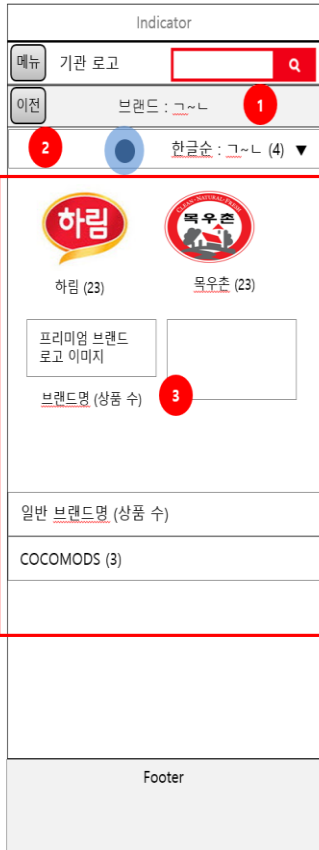 Indicator
메뉴 기관 로고
이전 브랜드 : ㄱ~ㄴ 1
2 한글순 : ㄱ~ㄴ (4) ▼
하림 목우촌
CLEAN·NATURAL·FRESH
하림 (23) 목우촌 (23)
프리미엄 브랜드
로고 이미지
브랜드명 (상품 수) 3
일반 브랜드명 (상품 수)
COCOMODS (3)
Footer